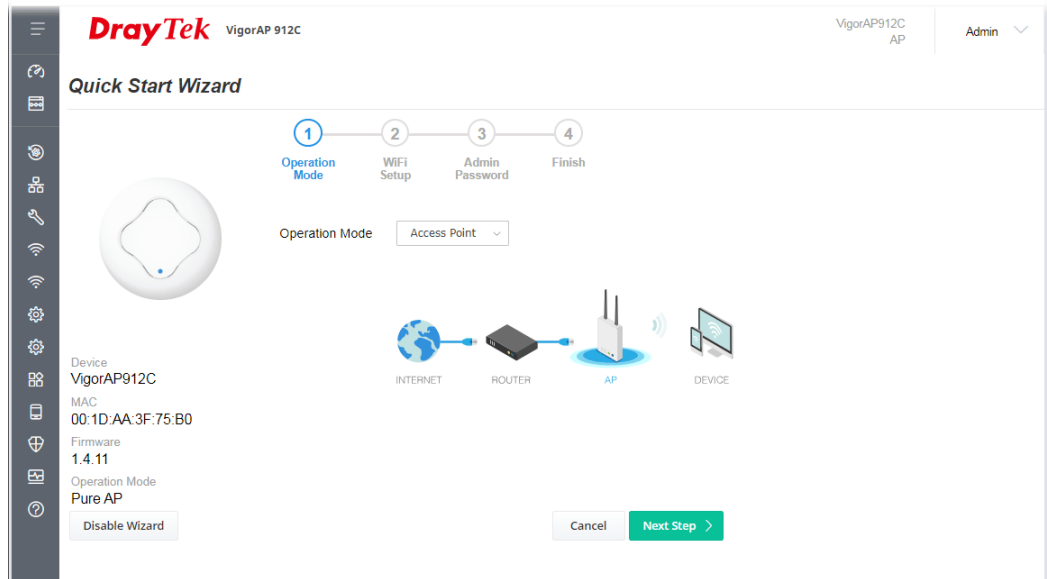 DrayTek VigorAP 912C
VigorAP912C
AP
Admin
Quick Start Wizard
1 2 3 4
Operation Mode
WiFi Setup
Admin Password
Finish
Operation Mode Access Point
INTERNET ROUTER AP DEVICE
Device
VigorAP912C
MAC
00:1D:AA:3F:75:B0
Firmware
1.4.11
Operation Mode
Pure AP
Disable Wizard Cancel Next Step